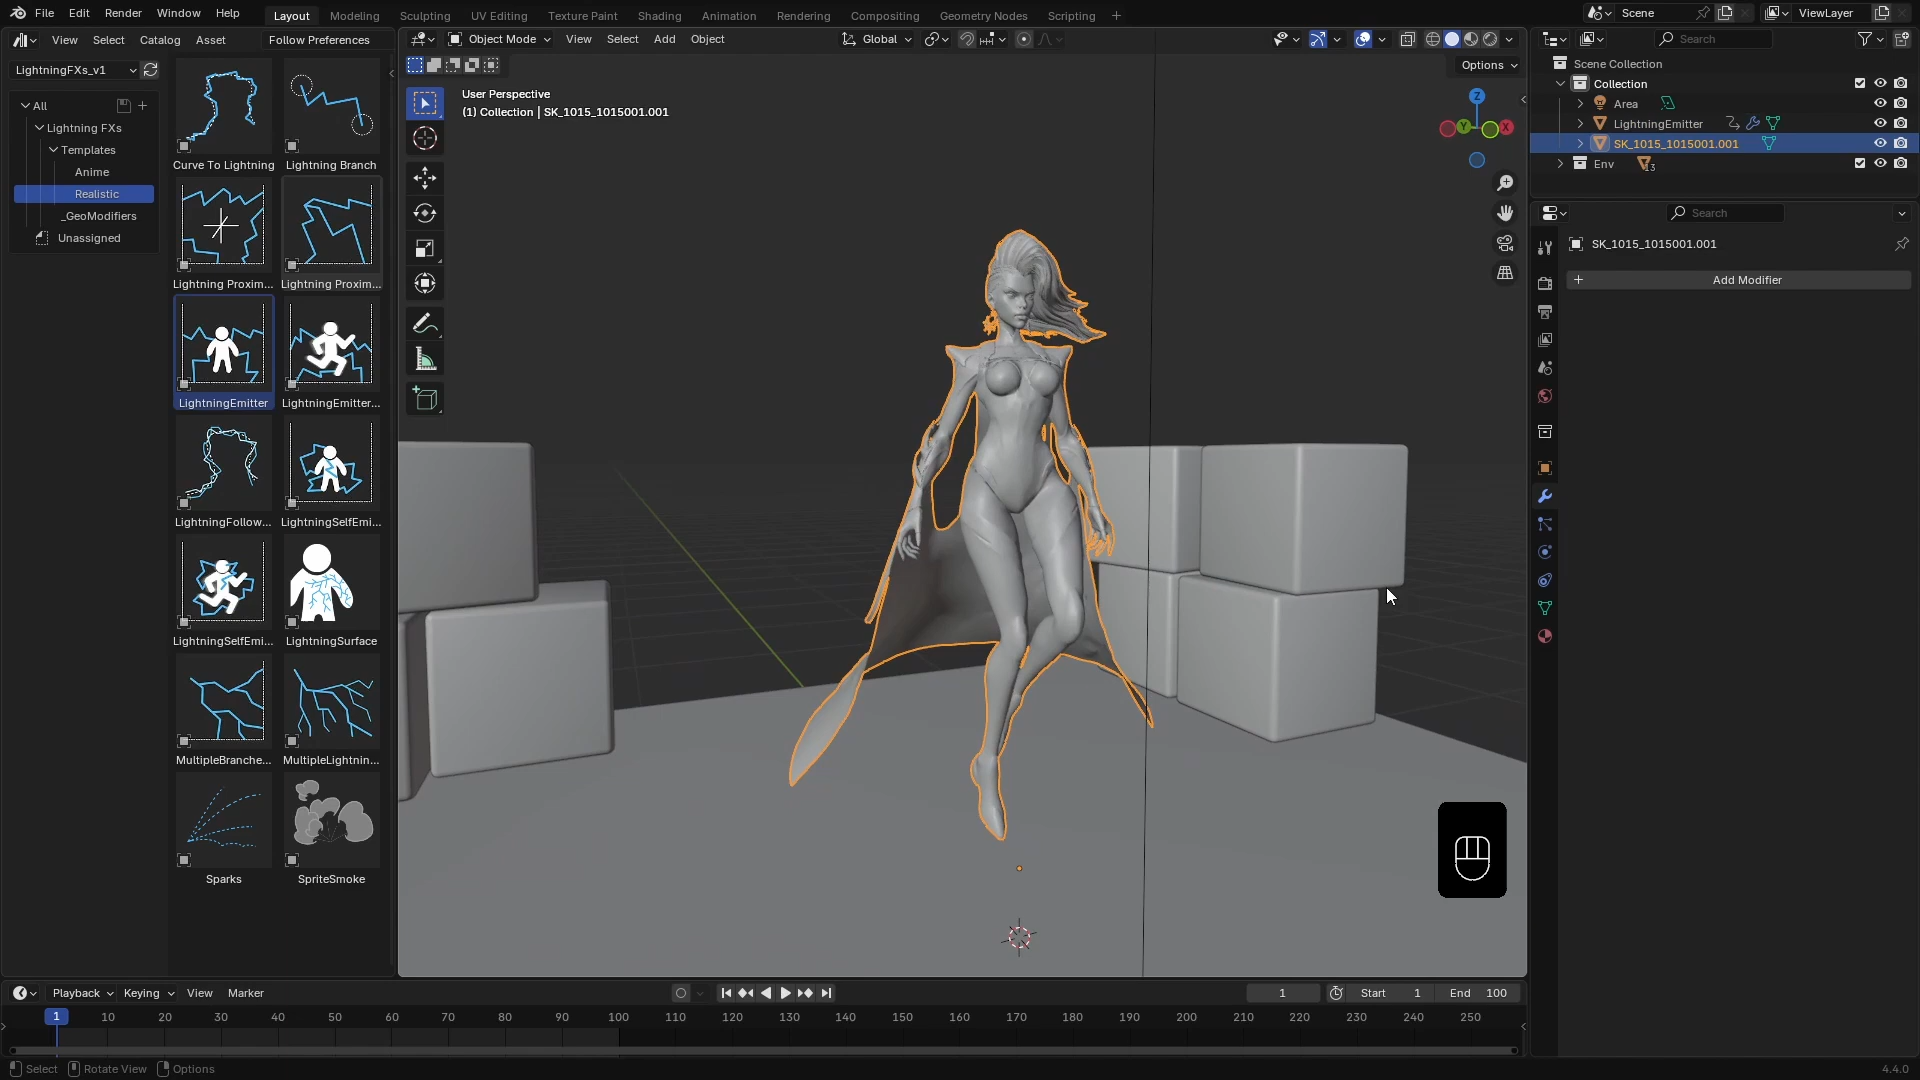 File Edit Render Window Help Layout Modeling Sculpting UV Editing Texture Paint Shading Animation Rendering Compositing Geometry Nodes Scripting + Scene ViewLayer
View Select Catalog Asset Follow Preferences Object Mode View Select Add Object Global Search
LightningFXs_v1
Options
All
Lightning FXs
Templates
Anime
Realistic
_GeoModifiers
Unassigned
Curve To Lightning Lightning Branch
Lightning Proxim... Lightning Proxim...
LightningEmitter LightningEmitter...
LightningFollow... LightningSelfEmi...
LightningSelfEmi... LightningSurface
MultipleBranche... MultipleLightnin...
Sparks SpriteSmoke
User Perspective
(1) Collection | SK_1015_1015001.001
Z
Y X
Scene Collection
Collection
Area
LightningEmitter
SK_1015_1015001.001
Env 13
Search
SK_1015_1015001.001
+ Add Modifier
Playback Keying View Marker 1 Start 1 End 100
1 10 20 30 40 50 60 70 80 90 100 110 120 130 140 150 160 170 180 190 200 210 220 230 240 250
Select Rotate View Options 4.4.0